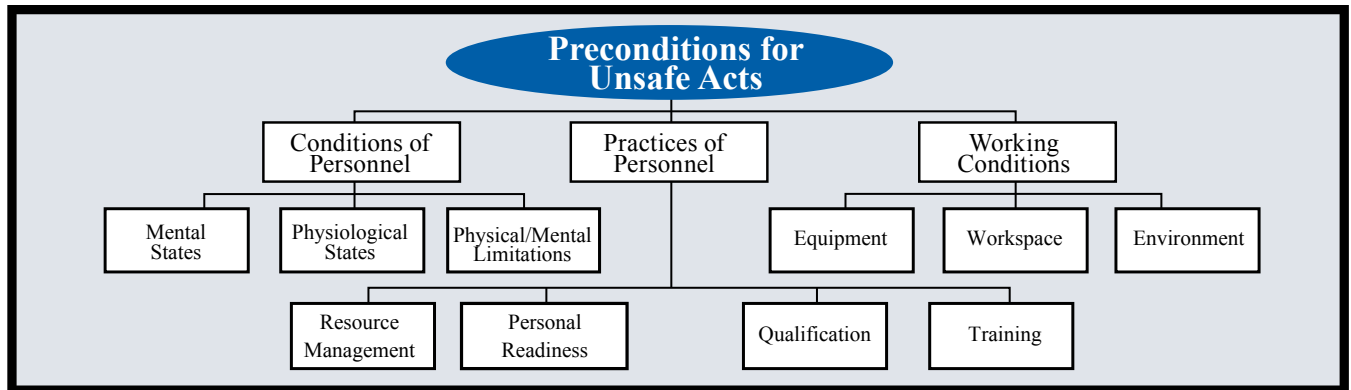 Preconditions for
Unsafe Acts
Conditions of
Personnel
Practices of
Personnel
Working
Conditions
Mental
States
Physiological
States
Physical/Mental
Limitations
Equipment
Workspace
Environment
Resource
Management
Personal
Readiness
Qualification
Training